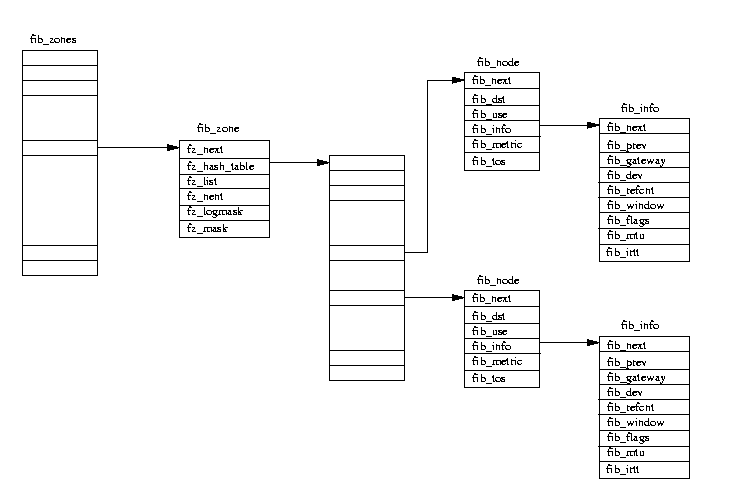 fib_zones
fib_zone
fz_next
fz_hash_table
fz_list
fz_nent
fz_logmask
fz_mask
fib_node
fib_next
fib_dst
fib_use
fib_info
fib_metric
fib_tos
fib_info
fib_next
fib_prev
fib_gateway
fib_dev
fib_refcnt
fib_window
fib_flags
fib_mtu
fib_irtt
fib_node
fib_next
fib_dst
fib_use
fib_info
fib_metric
fib_tos
fib_info
fib_next
fib_prev
fib_gateway
fib_dev
fib_refcnt
fib_window
fib_flags
fib_mtu
fib_irtt